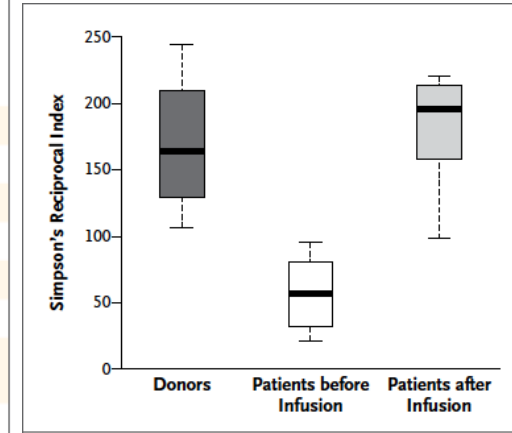 Simpson's Reciprocal Index
250
200
150
100
50
0
Donors
Patients before
Infusion
Patients after
Infusion